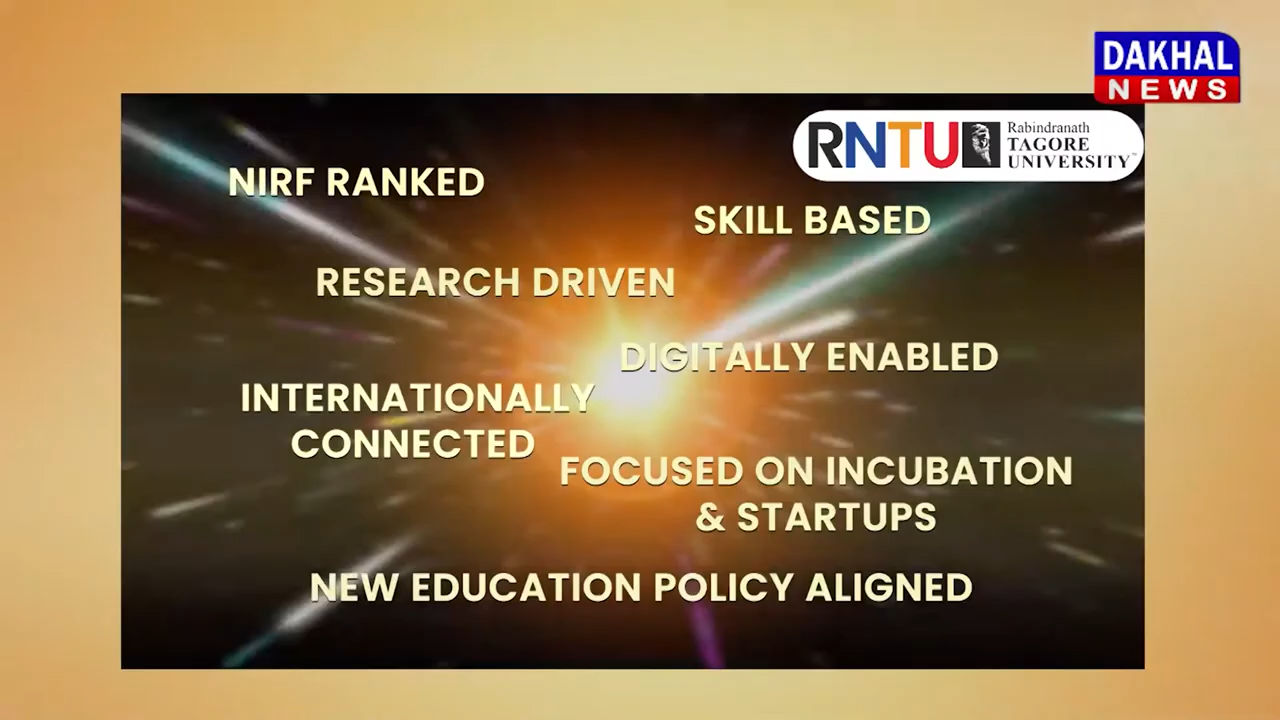 DAKHAL
NEWS
RNTU
Rabindranath
TAGORE
UNIVERSITY™
NIRF RANKED
SKILL BASED
RESEARCH DRIVEN
DIGITALLY ENABLED
INTERNATIONALLY
CONNECTED
FOCUSED ON INCUBATION
& STARTUPS
NEW EDUCATION POLICY ALIGNED